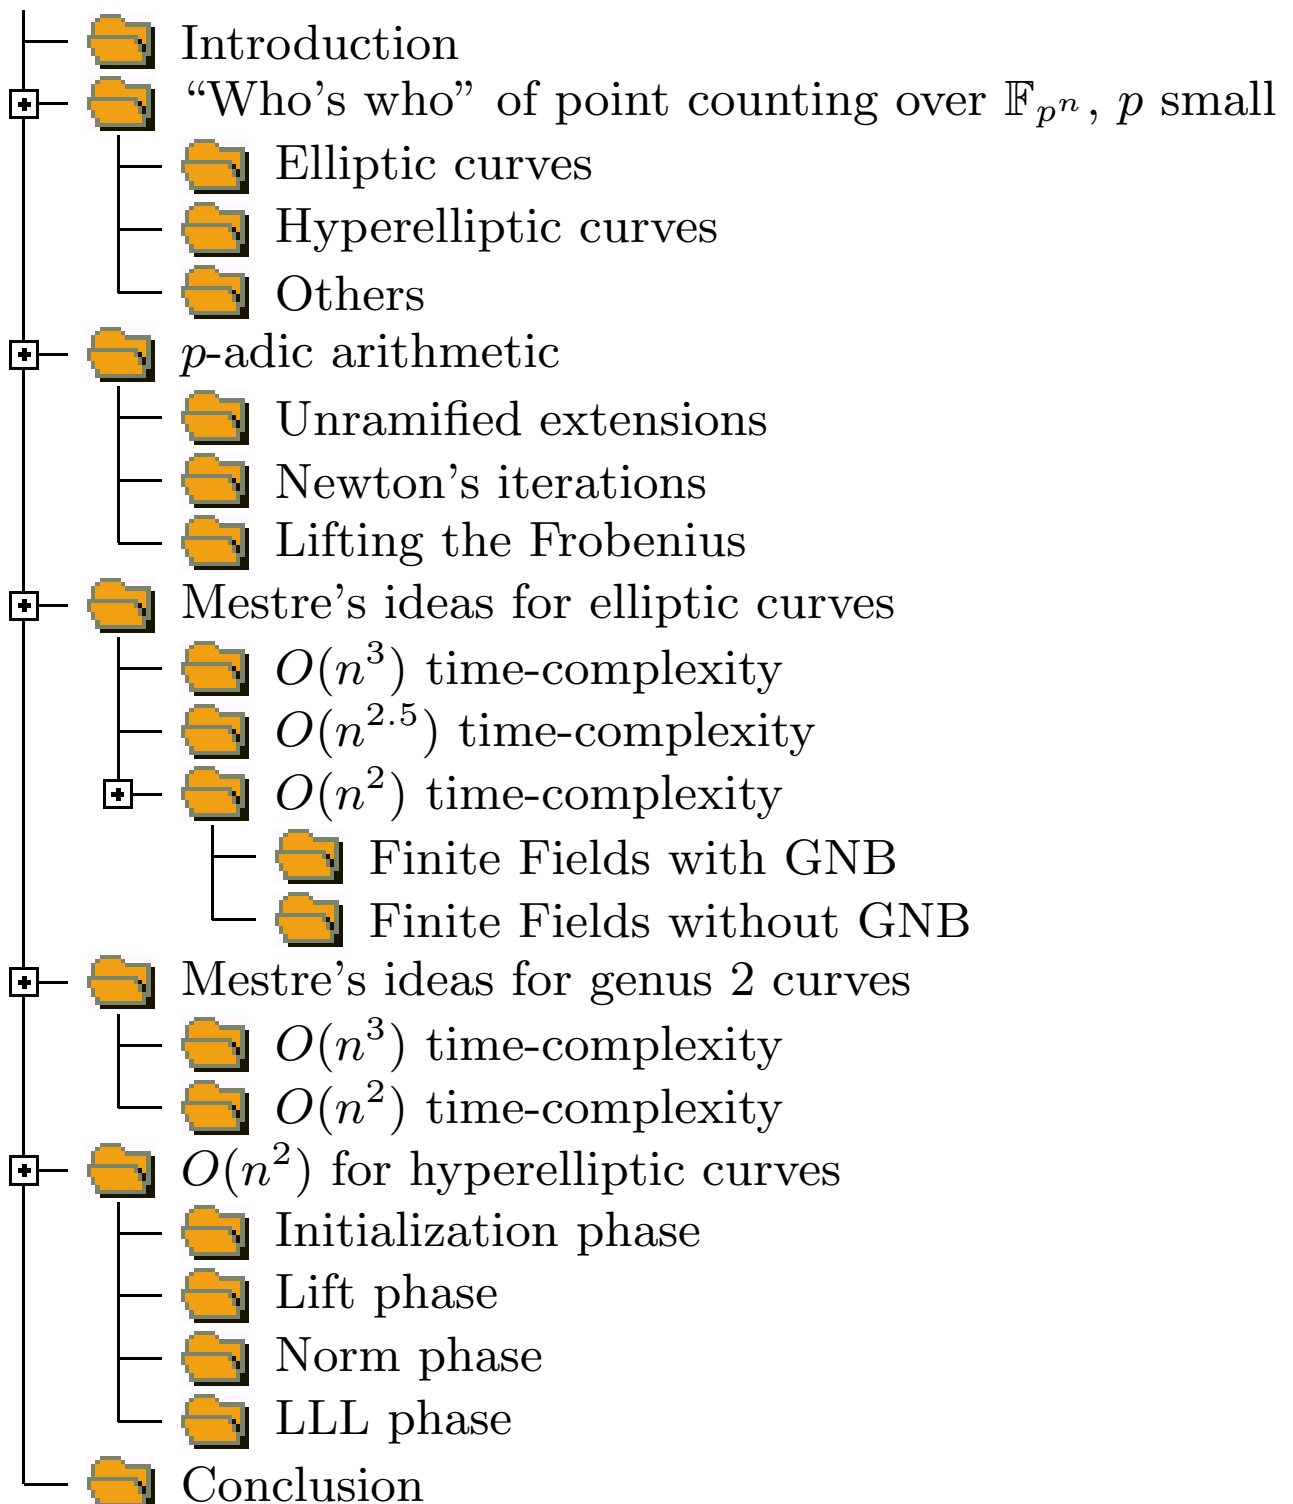 Introduction
“Who’s who” of point counting over 𝔽_{p^n}, p small
Elliptic curves
Hyperelliptic curves
Others
p-adic arithmetic
Unramified extensions
Newton’s iterations
Lifting the Frobenius
Mestre’s ideas for elliptic curves
O(n^3) time-complexity
O(n^{2.5}) time-complexity
O(n^2) time-complexity
Finite Fields with GNB
Finite Fields without GNB
Mestre’s ideas for genus 2 curves
O(n^3) time-complexity
O(n^2) time-complexity
O(n^2) for hyperelliptic curves
Initialization phase
Lift phase
Norm phase
LLL phase
Conclusion